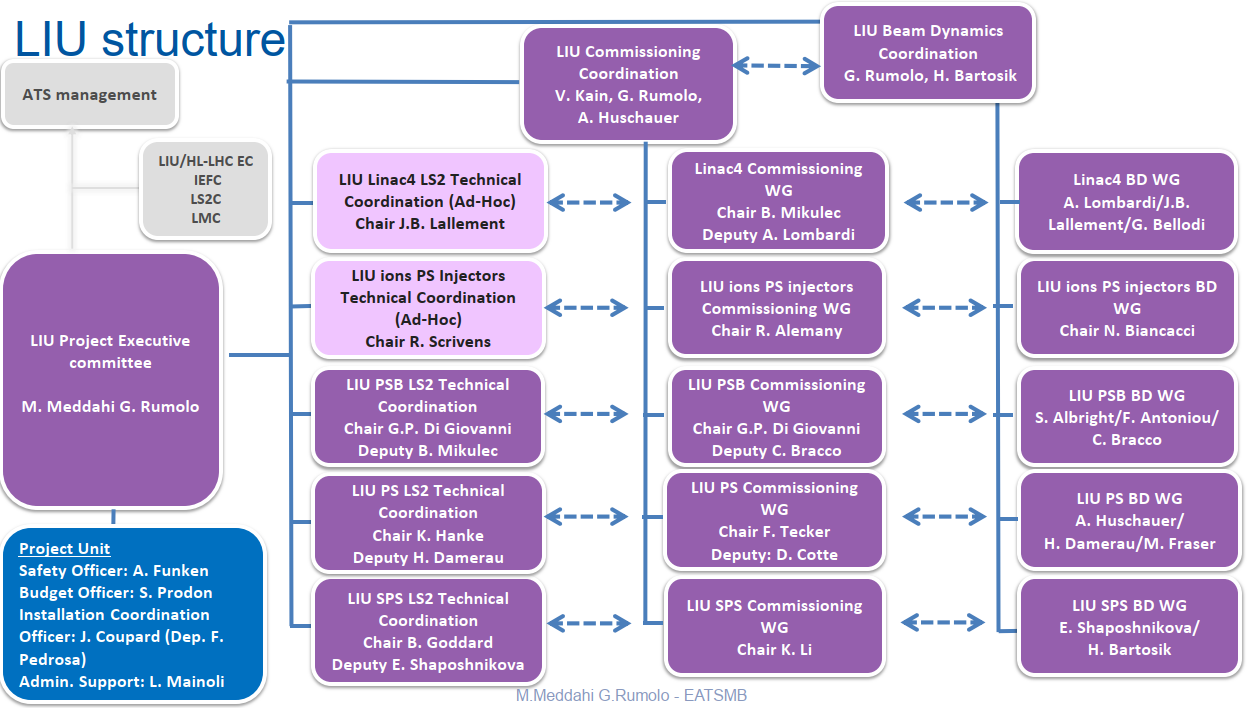 LIU structure
ATS management
LIU/HL-LHC EC
IEFC
LS2C
LMC
LIU Project Executive
committee
M. Meddahi G. Rumolo
Project Unit
Safety Officer: A. Funken
Budget Officer: S. Prodon
Installation Coordination
Officer: J. Coupard (Dep. F.
Pedrosa)
Admin. Support: L. Mainoli
LIU Commissioning
Coordination
V. Kain, G. Rumolo,
A. Huschauer
LIU Beam Dynamics
Coordination
G. Rumolo, H. Bartosik
LIU Linac4 LS2 Technical
Coordination (Ad-Hoc)
Chair J.B. Lallement
Linac4 Commissioning
WG
Chair B. Mikulec
Deputy A. Lombardi
Linac4 BD WG
A. Lombardi/J.B.
Lallement/G. Bellodi
LIU ions PS Injectors
Technical Coordination
(Ad-Hoc)
Chair R. Scrivens
LIU ions PS injectors
Commissioning WG
Chair R. Alemany
LIU ions PS injectors BD
WG
Chair N. Biancacci
LIU PSB LS2 Technical
Coordination
Chair G.P. Di Giovanni
Deputy B. Mikulec
LIU PSB Commissioning
WG
Chair G.P. Di Giovanni
Deputy C. Bracco
LIU PSB BD WG
S. Albright/F. Antoniou/
C. Bracco
LIU PS LS2 Technical
Coordination
Chair K. Hanke
Deputy H. Damerau
LIU PS Commissioning
WG
Chair F. Tecker
Deputy: D. Cotte
LIU PS BD WG
A. Huschauer/
H. Damerau/M. Fraser
LIU SPS LS2 Technical
Coordination
Chair B. Goddard
Deputy E. Shaposhnikova
LIU SPS Commissioning
WG
Chair K. Li
LIU SPS BD WG
E. Shaposhnikova/
H. Bartosik
M.Meddahi G.Rumolo - EATSMB